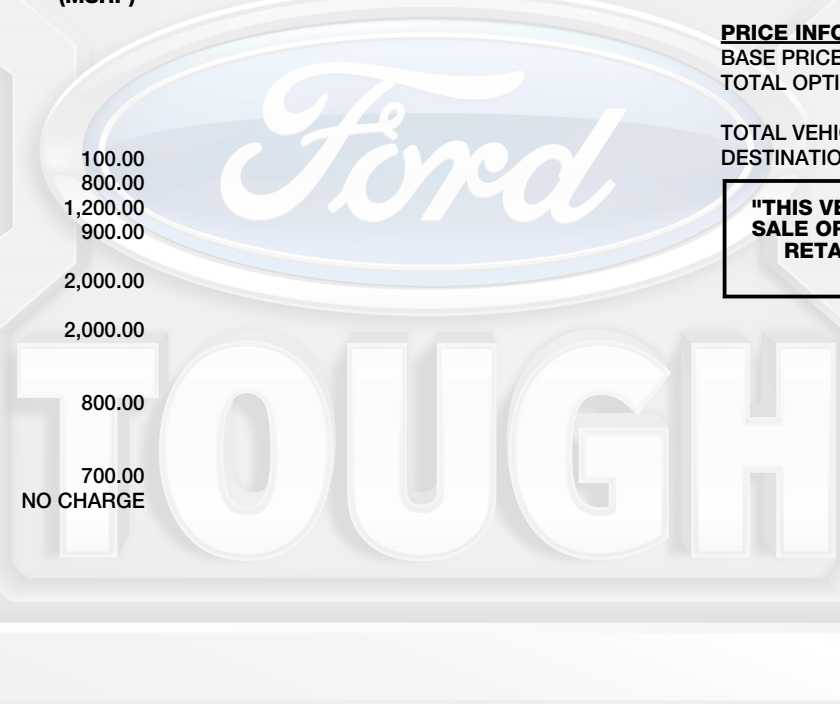 (MSRP)
100.00
800.00
1,200.00
900.00
2,000.00
2,000.00
800.00
700.00
NO CHARGE
PRICE INFO
BASE PRICE
TOTAL OPTI
TOTAL VEHI
DESTINATIO
"THIS VE
SALE OR
RETA
Ford
TOUGH